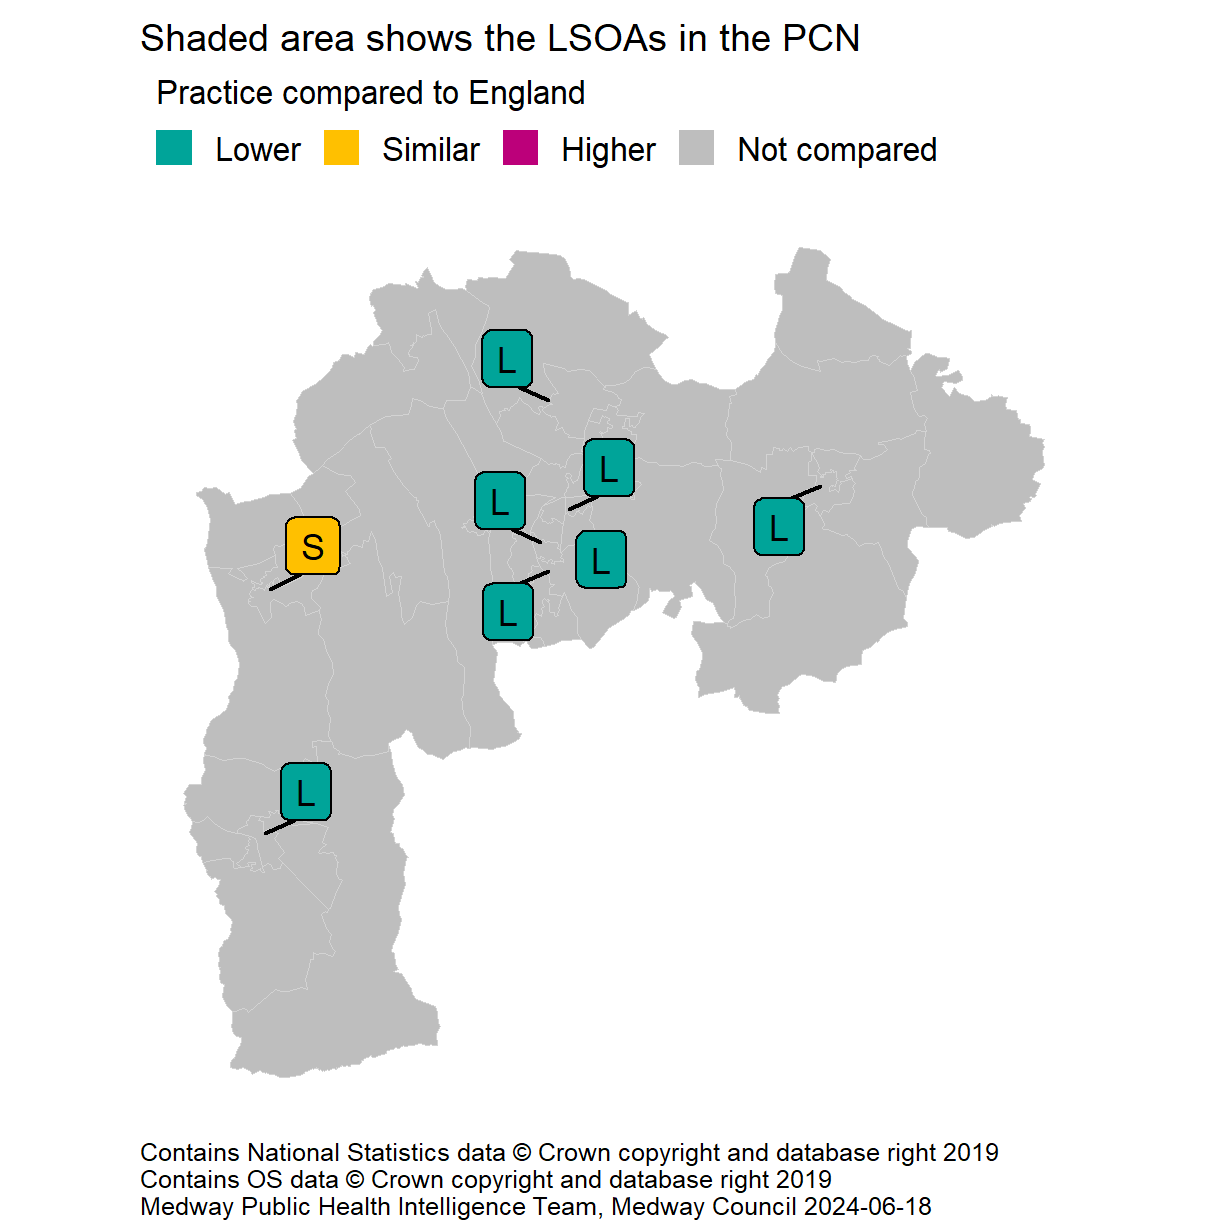 Shaded area shows the LSOAs in the PCN
Practice compared to England
Lower Similar Higher Not compared
L
L
L
S
L
L
L
L
Contains National Statistics data © Crown copyright and database right 2019
Contains OS data © Crown copyright and database right 2019
Medway Public Health Intelligence Team, Medway Council 2024-06-18